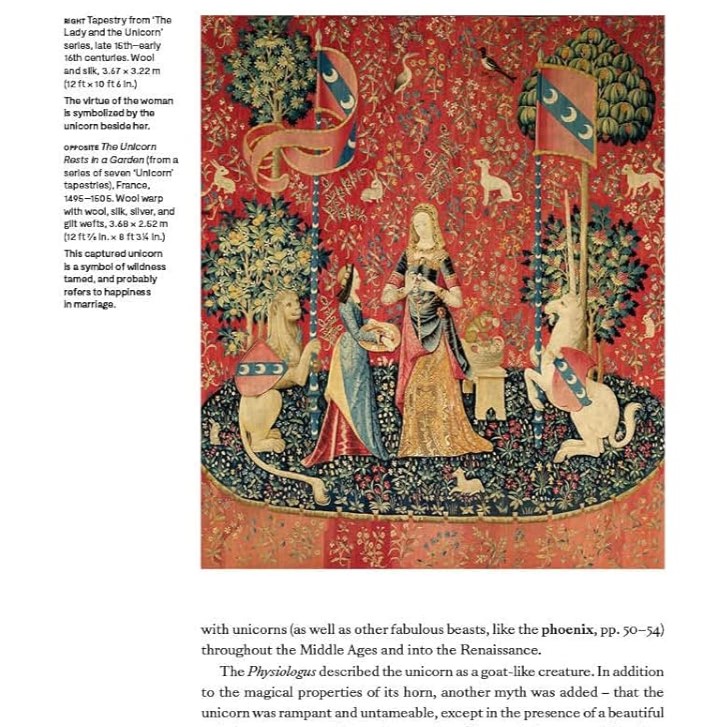 RIGHT Tapestry from 'The
Lady and the Unicorn'
series, late 15th–early
16th centuries. Wool
and silk, 3.67 × 3.22 m
(12 ft × 10 ft 6 in.)
The virtue of the woman
is symbolized by the
unicorn beside her.
OPPOSITE The Unicorn
Rests in a Garden (from a
series of seven 'Unicorn'
tapestries), France,
1495–1505. Wool warp
with wool, silk, silver, and
gilt wefts, 3.68 × 2.52 m
(12 ft ⅞ in. × 8 ft 3¼ in.)
This captured unicorn
is a symbol of wildness
tamed, and probably
refers to happiness
in marriage.
with unicorns (as well as other fabulous beasts, like the phoenix, pp. 50–54)
throughout the Middle Ages and into the Renaissance.
The Physiologus described the unicorn as a goat-like creature. In addition
to the magical properties of its horn, another myth was added – that the
unicorn was rampant and untameable, except in the presence of a beautiful